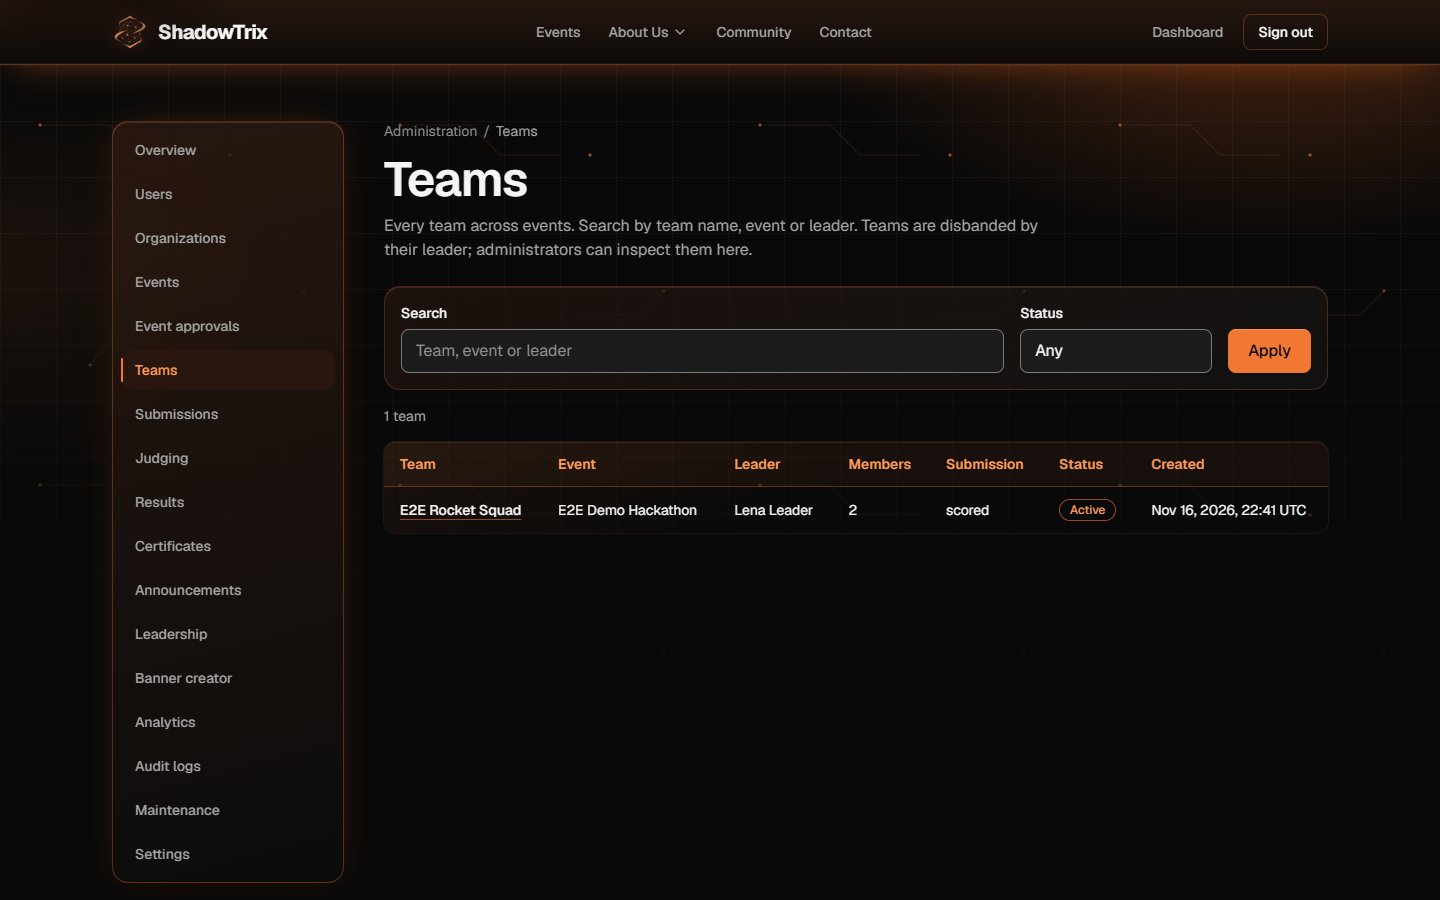 ShadowTrix
Events
About Us
Community
Contact
Dashboard
Sign out
Overview
Users
Organizations
Events
Event approvals
Teams
Submissions
Judging
Results
Certificates
Announcements
Leadership
Banner creator
Analytics
Audit logs
Maintenance
Settings
Administration / Teams
Teams
Every team across events. Search by team name, event or leader. Teams are disbanded by
their leader; administrators can inspect them here.
Search
Status
Team, event or leader
Any
Apply
1 team
Team Event Leader Members Submission Status Created
E2E Rocket Squad E2E Demo Hackathon Lena Leader 2 scored Active Nov 16, 2026, 22:41 UTC